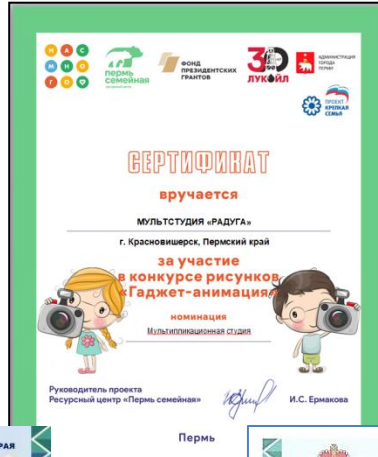 НАС
МНО
ГОО
пермь
семейная
ФОНД
ПРЕЗИДЕНТСКИХ
ГРАНТОВ
ЛУКОЙЛ
АДМИНИСТРАЦИЯ
ГОРОДА
ПЕРМИ
ПРОЕКТ
КРЕПКАЯ
СЕМЬЯ
СЕРТИФИКАТ
вручается
МУЛЬТСТУДИЯ «РАДУГА»
г. Красновишерск, Пермский край
за участие
в конкурсе рисунков
«Гаджет-анимация»
номинация
Мультипликационная студия
Руководитель проекта
Ресурсный центр «Пермь семейная»
И.С. Ермакова
Пермь